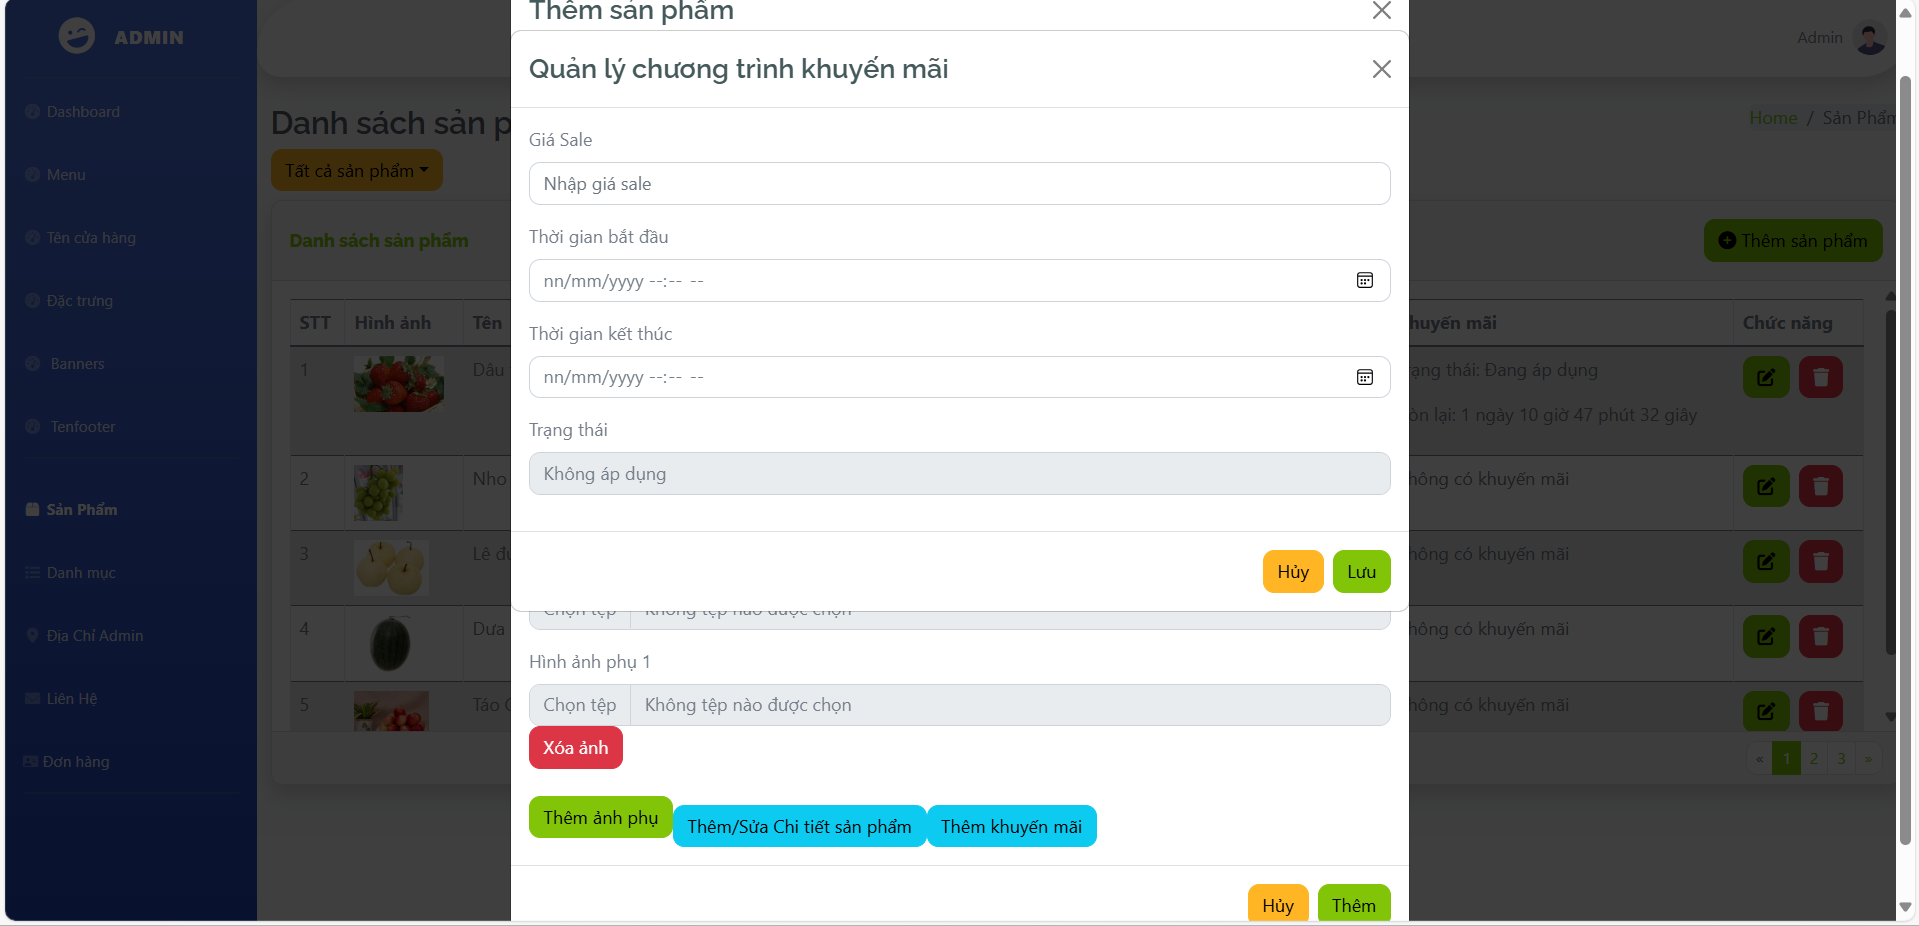 ADMIN
Dashboard
Menu
Tên cửa hàng
Đặc trưng
Banners
Tenfooter
Sản Phẩm
Danh mục
Địa Chỉ Admin
Liên Hệ
Đơn hàng
Admin
Danh sách sản p
Home / Sản Phẩm
Tất cả sản phẩm
Danh sách sản phẩm
Thêm sản phẩm
STT Hình ảnh Tên huyến mãi Chức năng
1 Dâu rạng thái: Đang áp dụng
òn lại: 1 ngày 10 giờ 47 phút 32 giây
2 Nho hông có khuyến mãi
3 Lê đu hông có khuyến mãi
4 Dưa hông có khuyến mãi
5 Táo hông có khuyến mãi
« 1 2 3 »
Thêm sản phẩm
Quản lý chương trình khuyến mãi
Giá Sale
Nhập giá sale
Thời gian bắt đầu
nn/mm/yyyy --:-- --
Thời gian kết thúc
nn/mm/yyyy --:-- --
Trạng thái
Không áp dụng
Hủy Lưu
Chọn tệp Không tệp nào được chọn
Hình ảnh phụ 1
Chọn tệp Không tệp nào được chọn
Xóa ảnh
Thêm ảnh phụ Thêm/Sửa Chi tiết sản phẩm Thêm khuyến mãi
Hủy Thêm